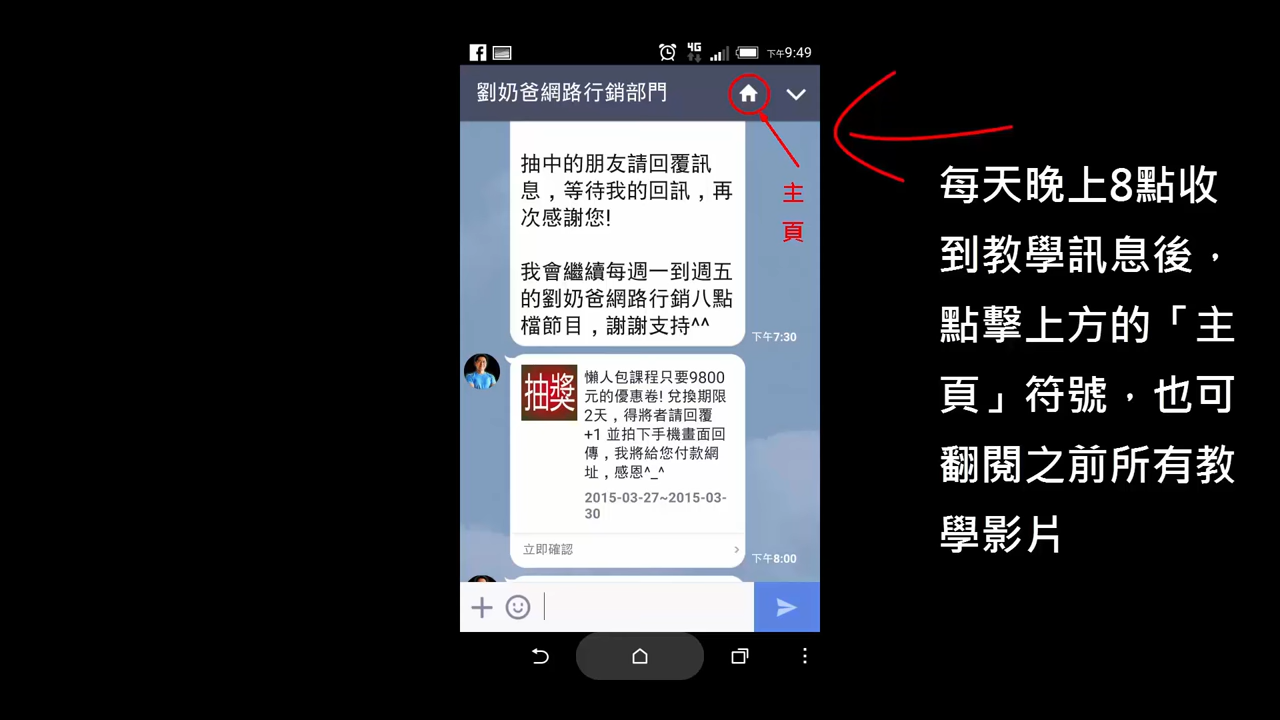 4G
下午9:49
劉奶爸網路行銷部門
主
頁
抽中的朋友請回覆訊
息，等待我的回訊，再
次感謝您!
我會繼續每週一到週五
的劉奶爸網路行銷八點
檔節目，謝謝支持^^
下午7:30
抽獎
懶人包課程只要9800
元的優惠卷! 兌換期限
2天，得將者請回覆
+1 並拍下手機畫面回
傳，我將給您付款網
址，感恩^_^
2015-03-27~2015-03-
30
立即確認
下午8:00
每天晚上8點收
到教學訊息後，
點擊上方的「主
頁」符號，也可
翻閱之前所有教
學影片